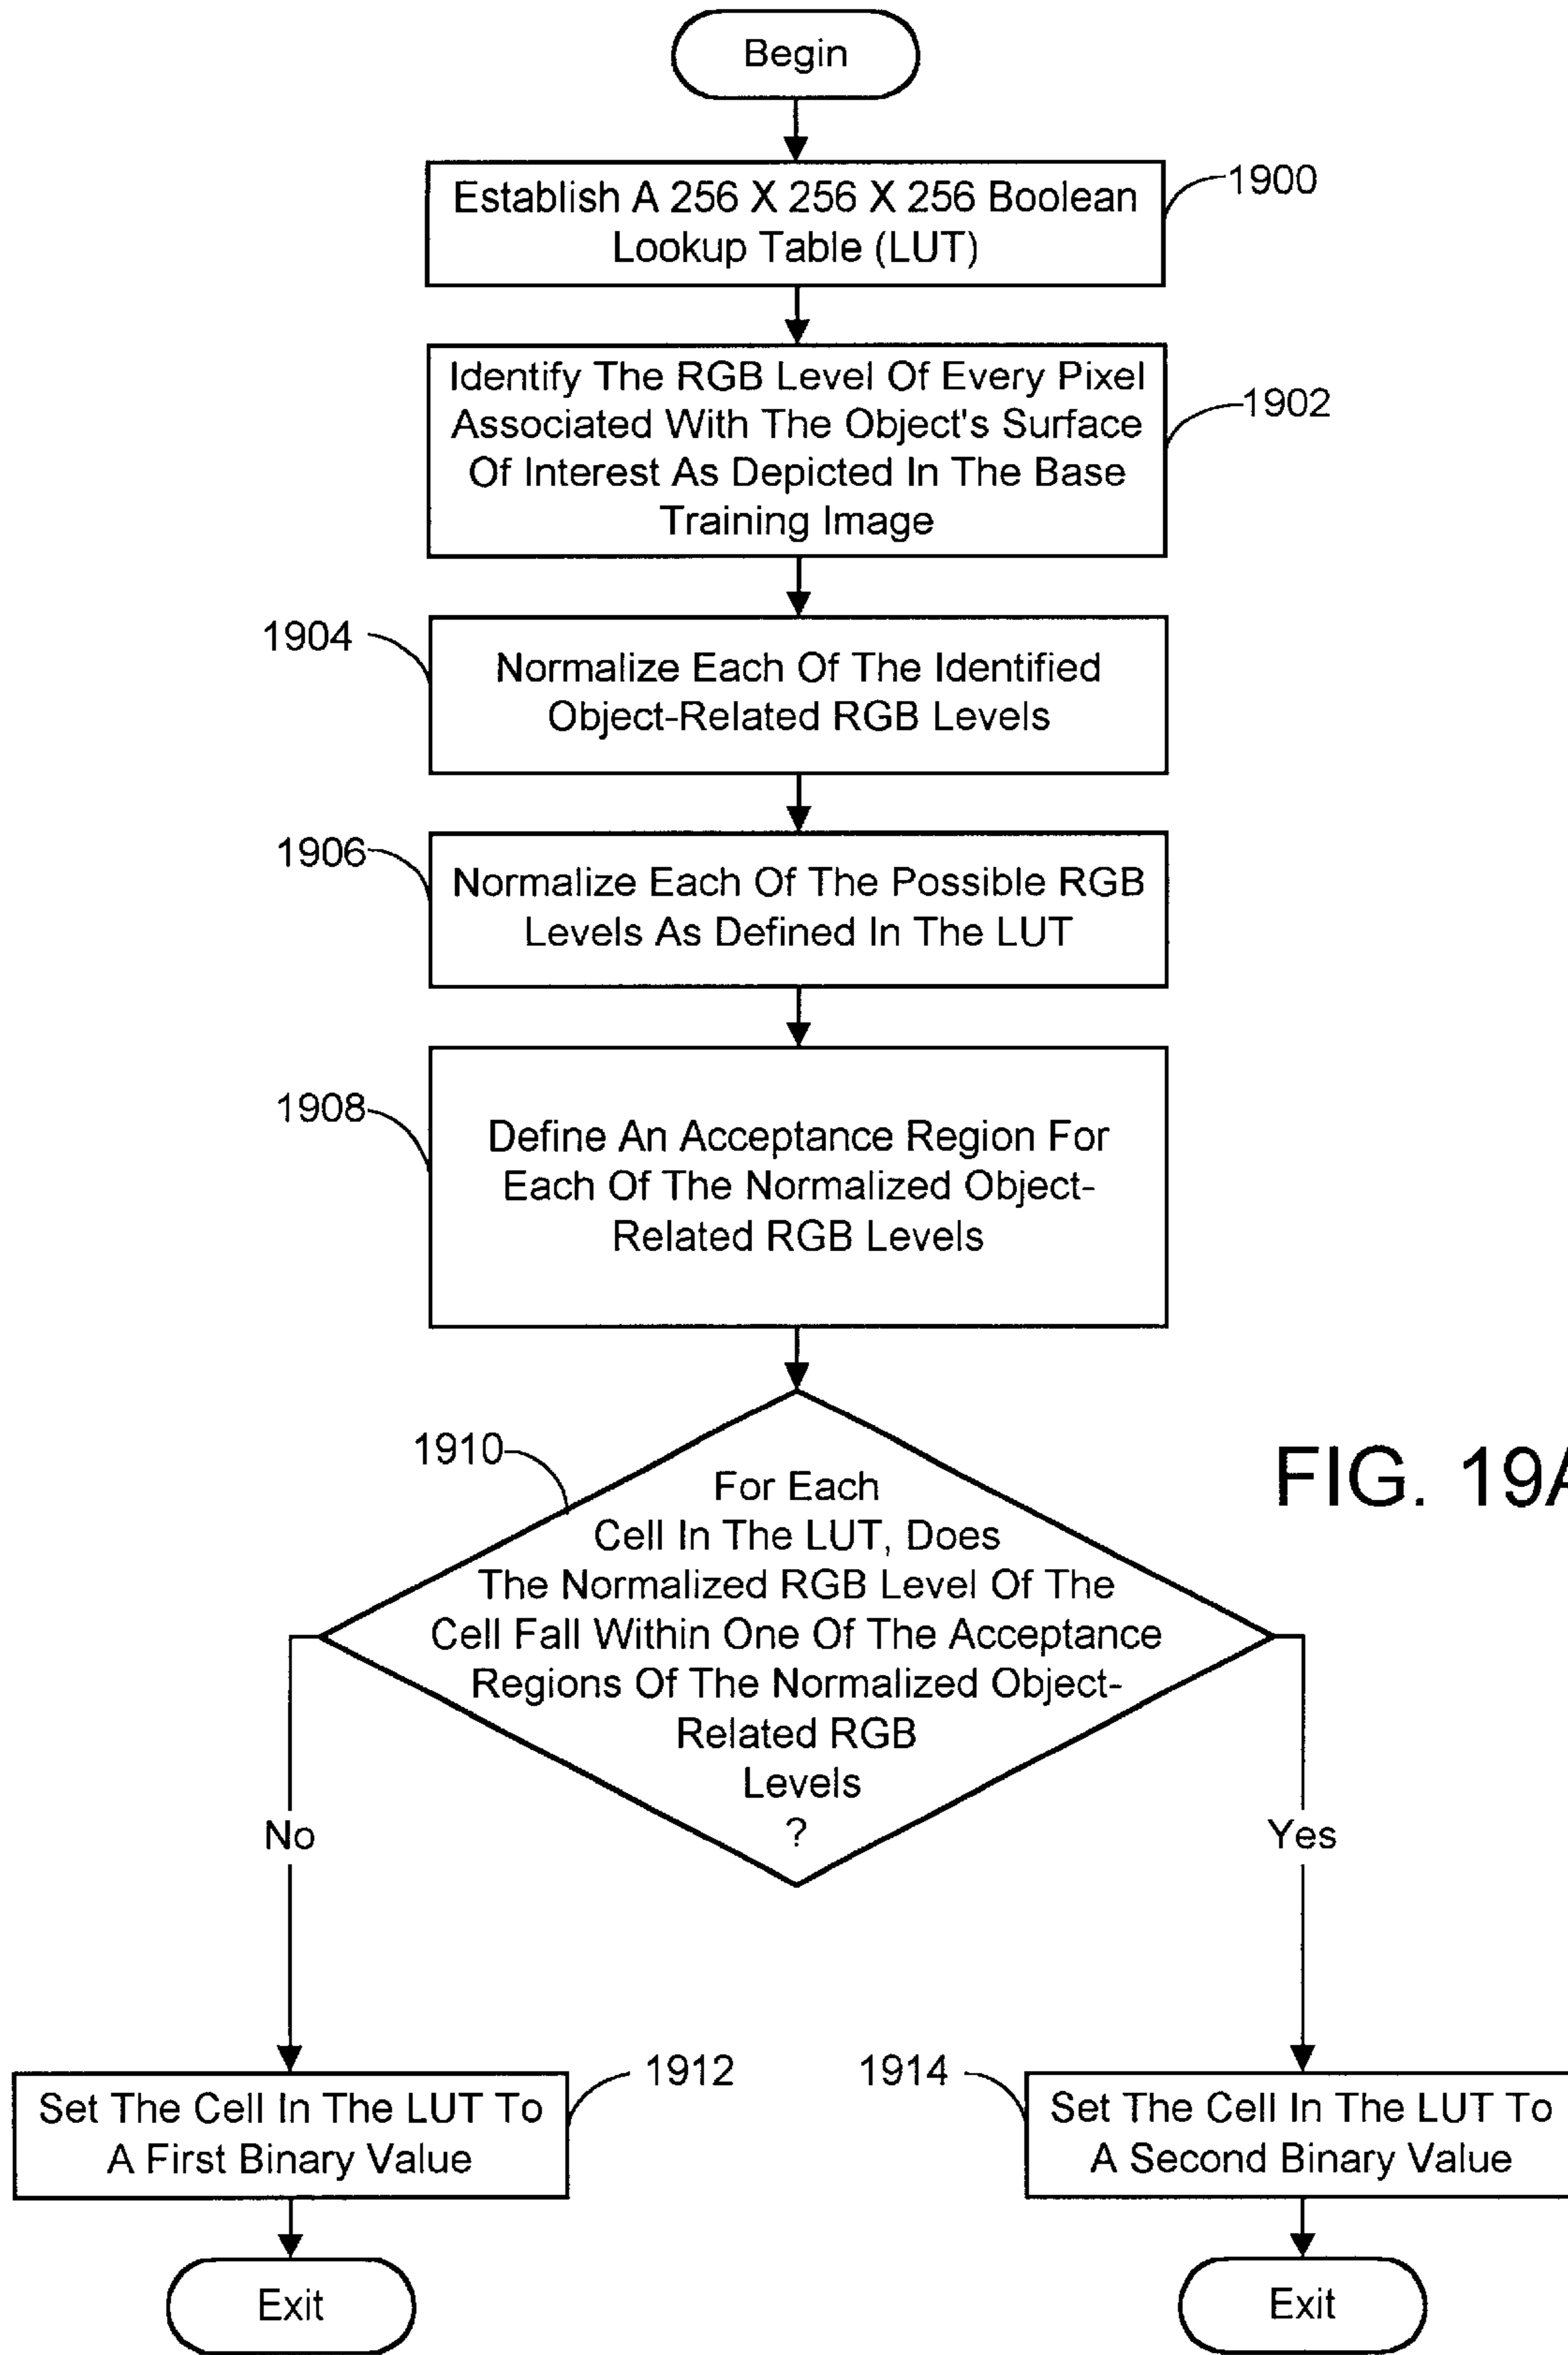 Begin
Establish A 256 X 256 X 256 Boolean
Lookup Table (LUT)
1900
Identify The RGB Level Of Every Pixel
Associated With The Object's Surface
Of Interest As Depicted In The Base
Training Image
1902
1904
Normalize Each Of The Identified
Object-Related RGB Levels
1906
Normalize Each Of The Possible RGB
Levels As Defined In The LUT
1908
Define An Acceptance Region For
Each Of The Normalized Object-
Related RGB Levels
1910
For Each
Cell In The LUT, Does
The Normalized RGB Level Of The
Cell Fall Within One Of The Acceptance
Regions Of The Normalized Object-
Related RGB
Levels
?
FIG. 19A
No
Yes
1912
Set The Cell In The LUT To
A First Binary Value
1914
Set The Cell In The LUT To
A Second Binary Value
Exit
Exit